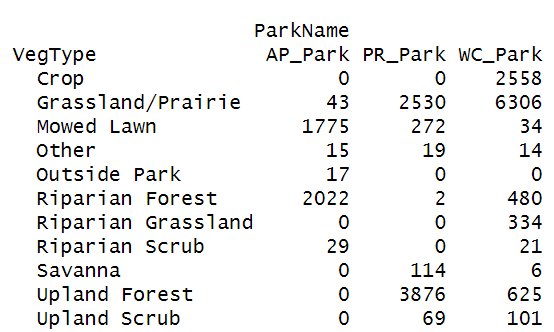 ParkName
VegType AP_Park PR_Park WC_Park
Crop 0 0 2558
Grassland/Prairie 43 2530 6306
Mowed Lawn 1775 272 34
Other 15 19 14
Outside Park 17 0 0
Riparian Forest 2022 2 480
Riparian Grassland 0 0 334
Riparian Scrub 29 0 21
Savanna 0 114 6
Upland Forest 0 3876 625
Upland Scrub 0 69 101